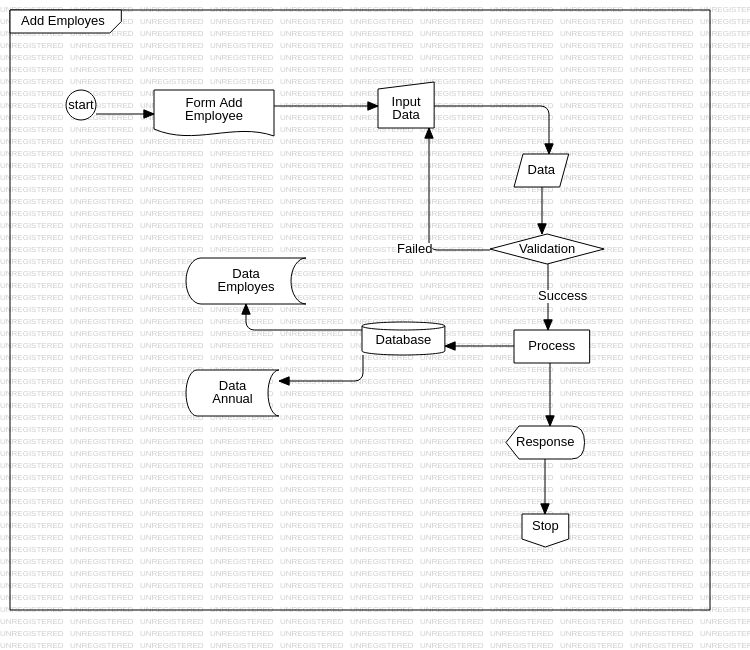 Add Employes
start
Form Add
Employee
Input
Data
Data
Validation
Failed
Success
Data
Employes
Database
Process
Data
Annual
Response
Stop
UNREGISTERED